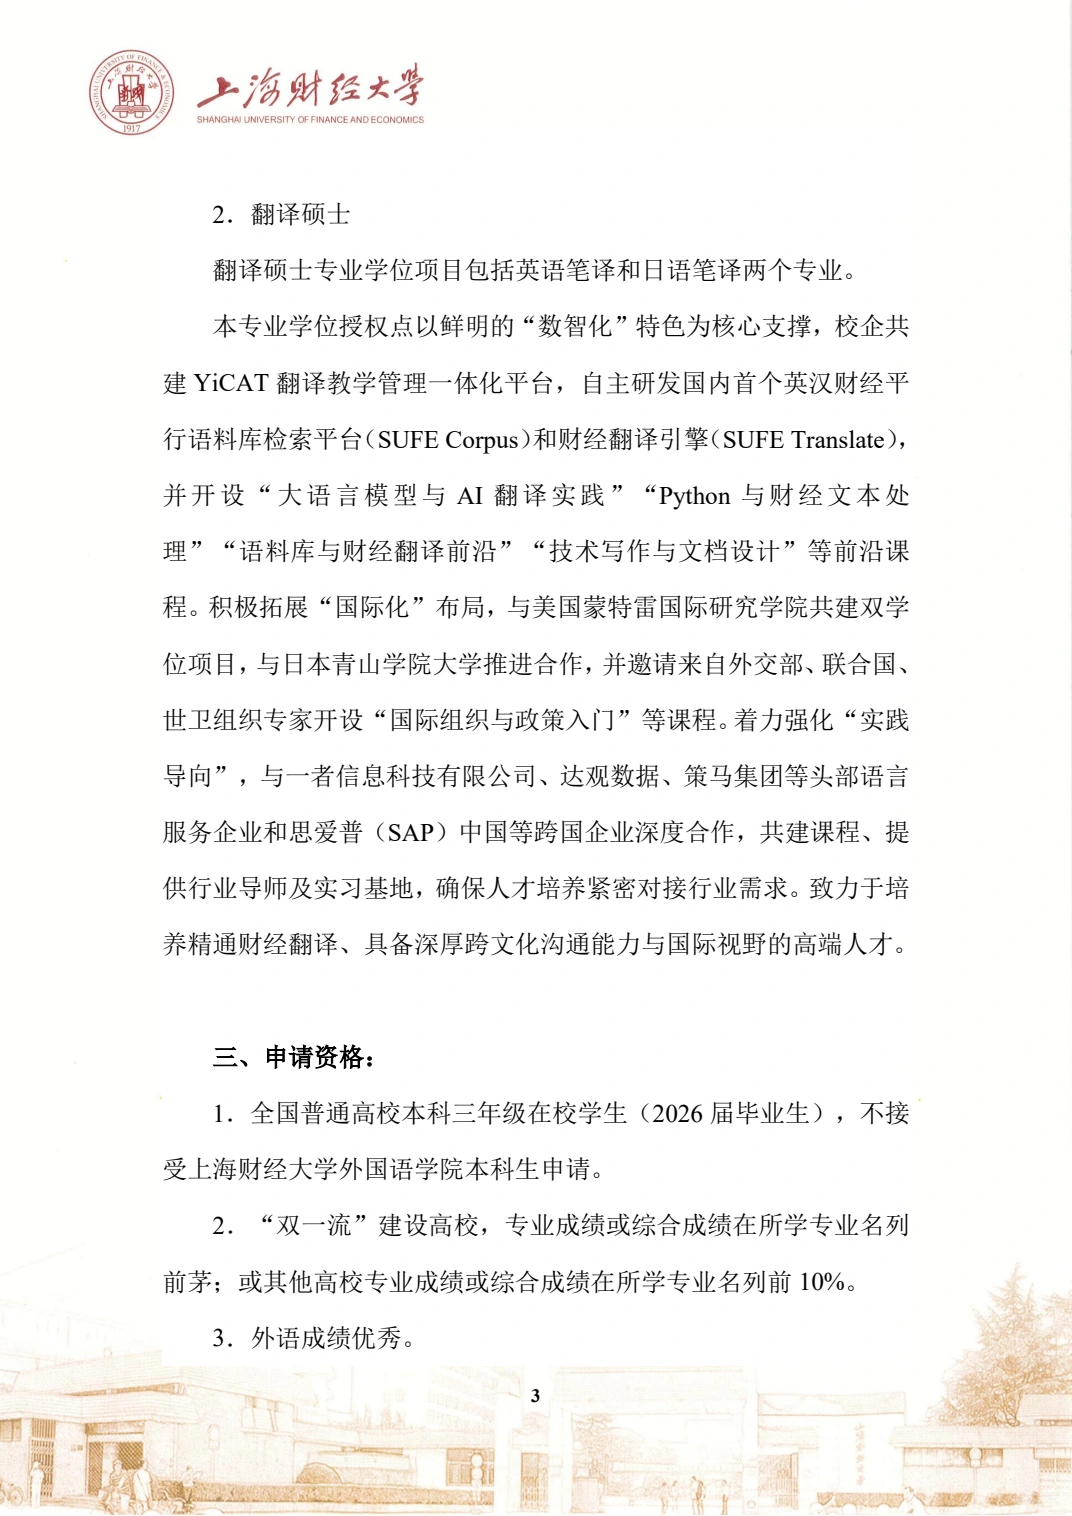 上海财经大学
SHANGHAI UNIVERSITY OF FINANCE AND ECONOMICS
1917
2．翻译硕士
翻译硕士专业学位项目包括英语笔译和日语笔译两个专业。
本专业学位授权点以鲜明的“数智化”特色为核心支撑，校企共
建 YiCAT 翻译教学管理一体化平台，自主研发国内首个英汉财经平
行语料库检索平台（SUFE Corpus）和财经翻译引擎（SUFE Translate），
并开设“大语言模型与 AI 翻译实践”“Python 与财经文本处
理”“语料库与财经翻译前沿”“技术写作与文档设计”等前沿课
程。积极拓展“国际化”布局，与美国蒙特雷国际研究学院共建双学
位项目，与日本青山学院大学推进合作，并邀请来自外交部、联合国、
世卫组织专家开设“国际组织与政策入门”等课程。着力强化“实践
导向”，与一者信息科技有限公司、达观数据、策马集团等头部语言
服务企业和思爱普（SAP）中国等跨国企业深度合作，共建课程、提
供行业导师及实习基地，确保人才培养紧密对接行业需求。致力于培
养精通财经翻译、具备深厚跨文化沟通能力与国际视野的高端人才。
三、申请资格：
1．全国普通高校本科三年级在校学生（2026 届毕业生），不接
受上海财经大学外国语学院本科生申请。
2．“双一流”建设高校，专业成绩或综合成绩在所学专业名列
前茅；或其他高校专业成绩或综合成绩在所学专业名列前 10%。
3．外语成绩优秀。
3